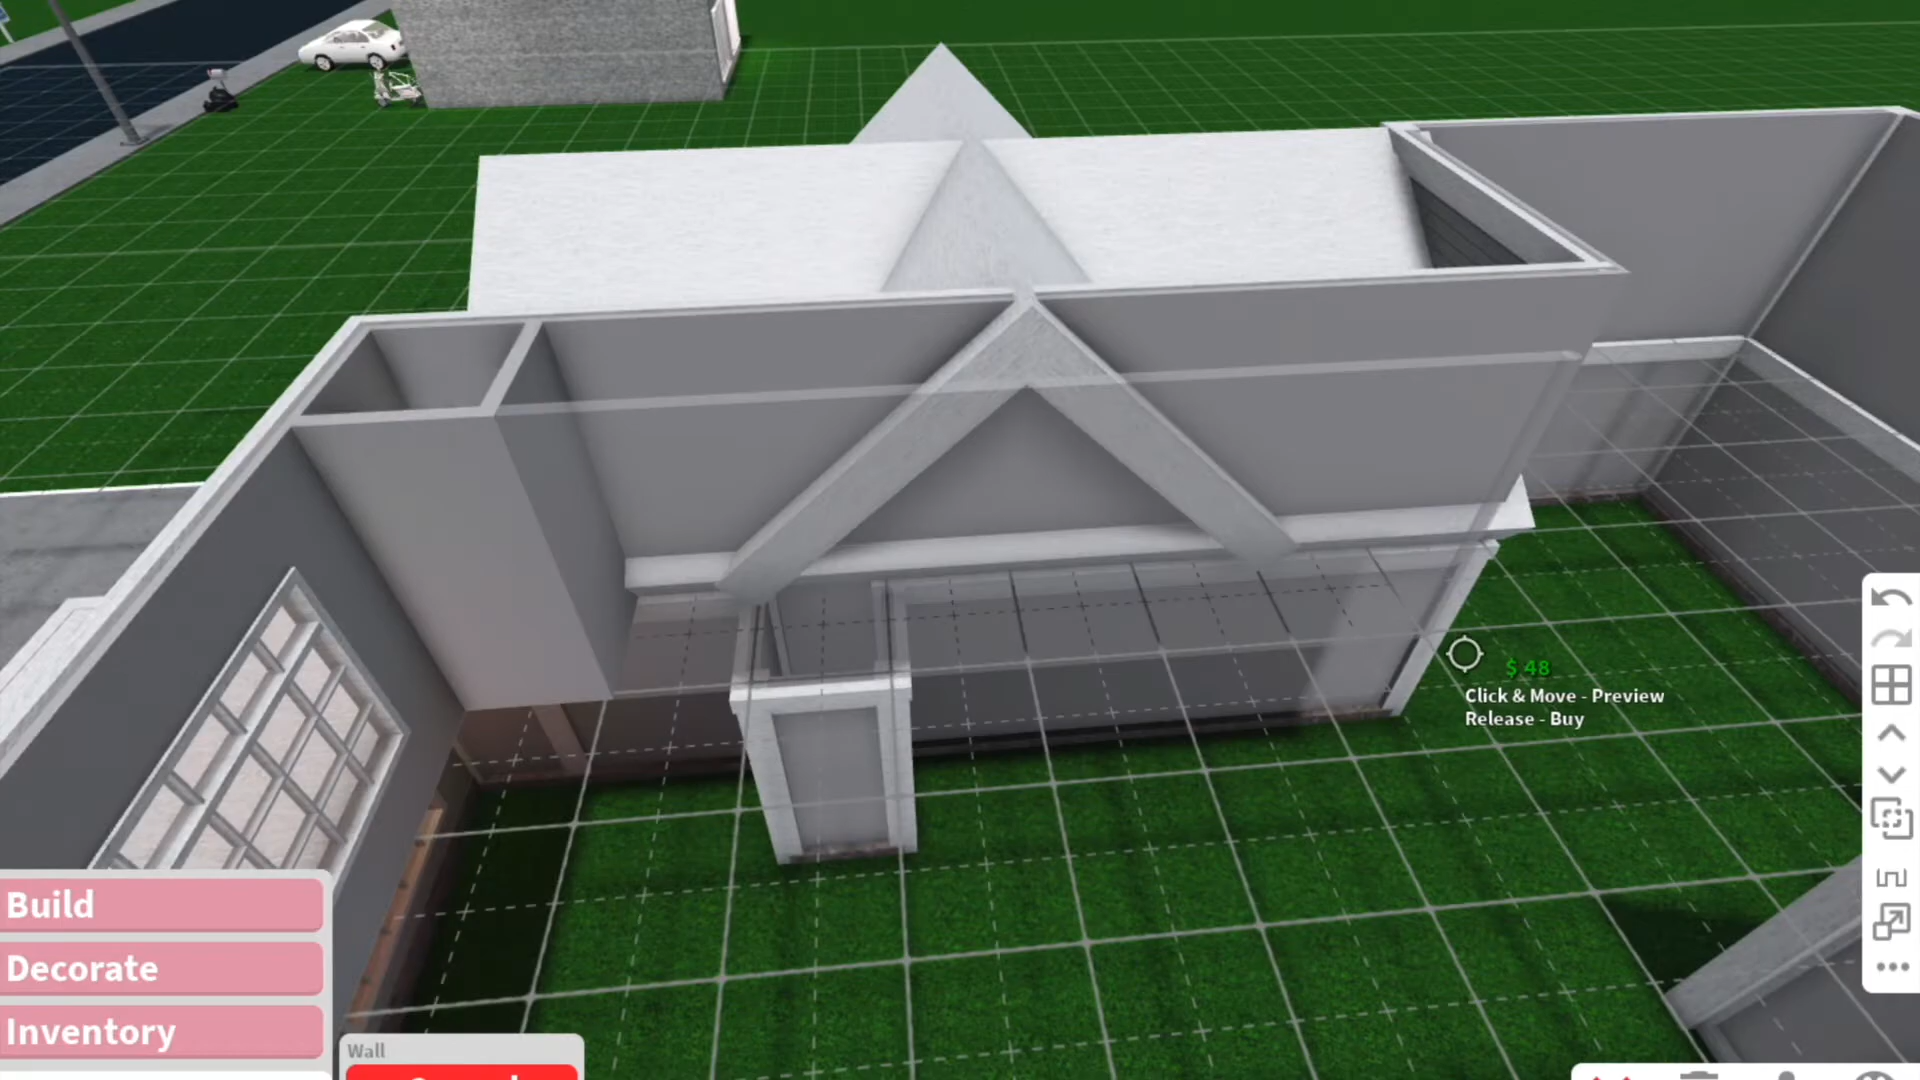 $ 48
Click & Move - Preview
Release - Buy
Build
Decorate
Inventory
Wall